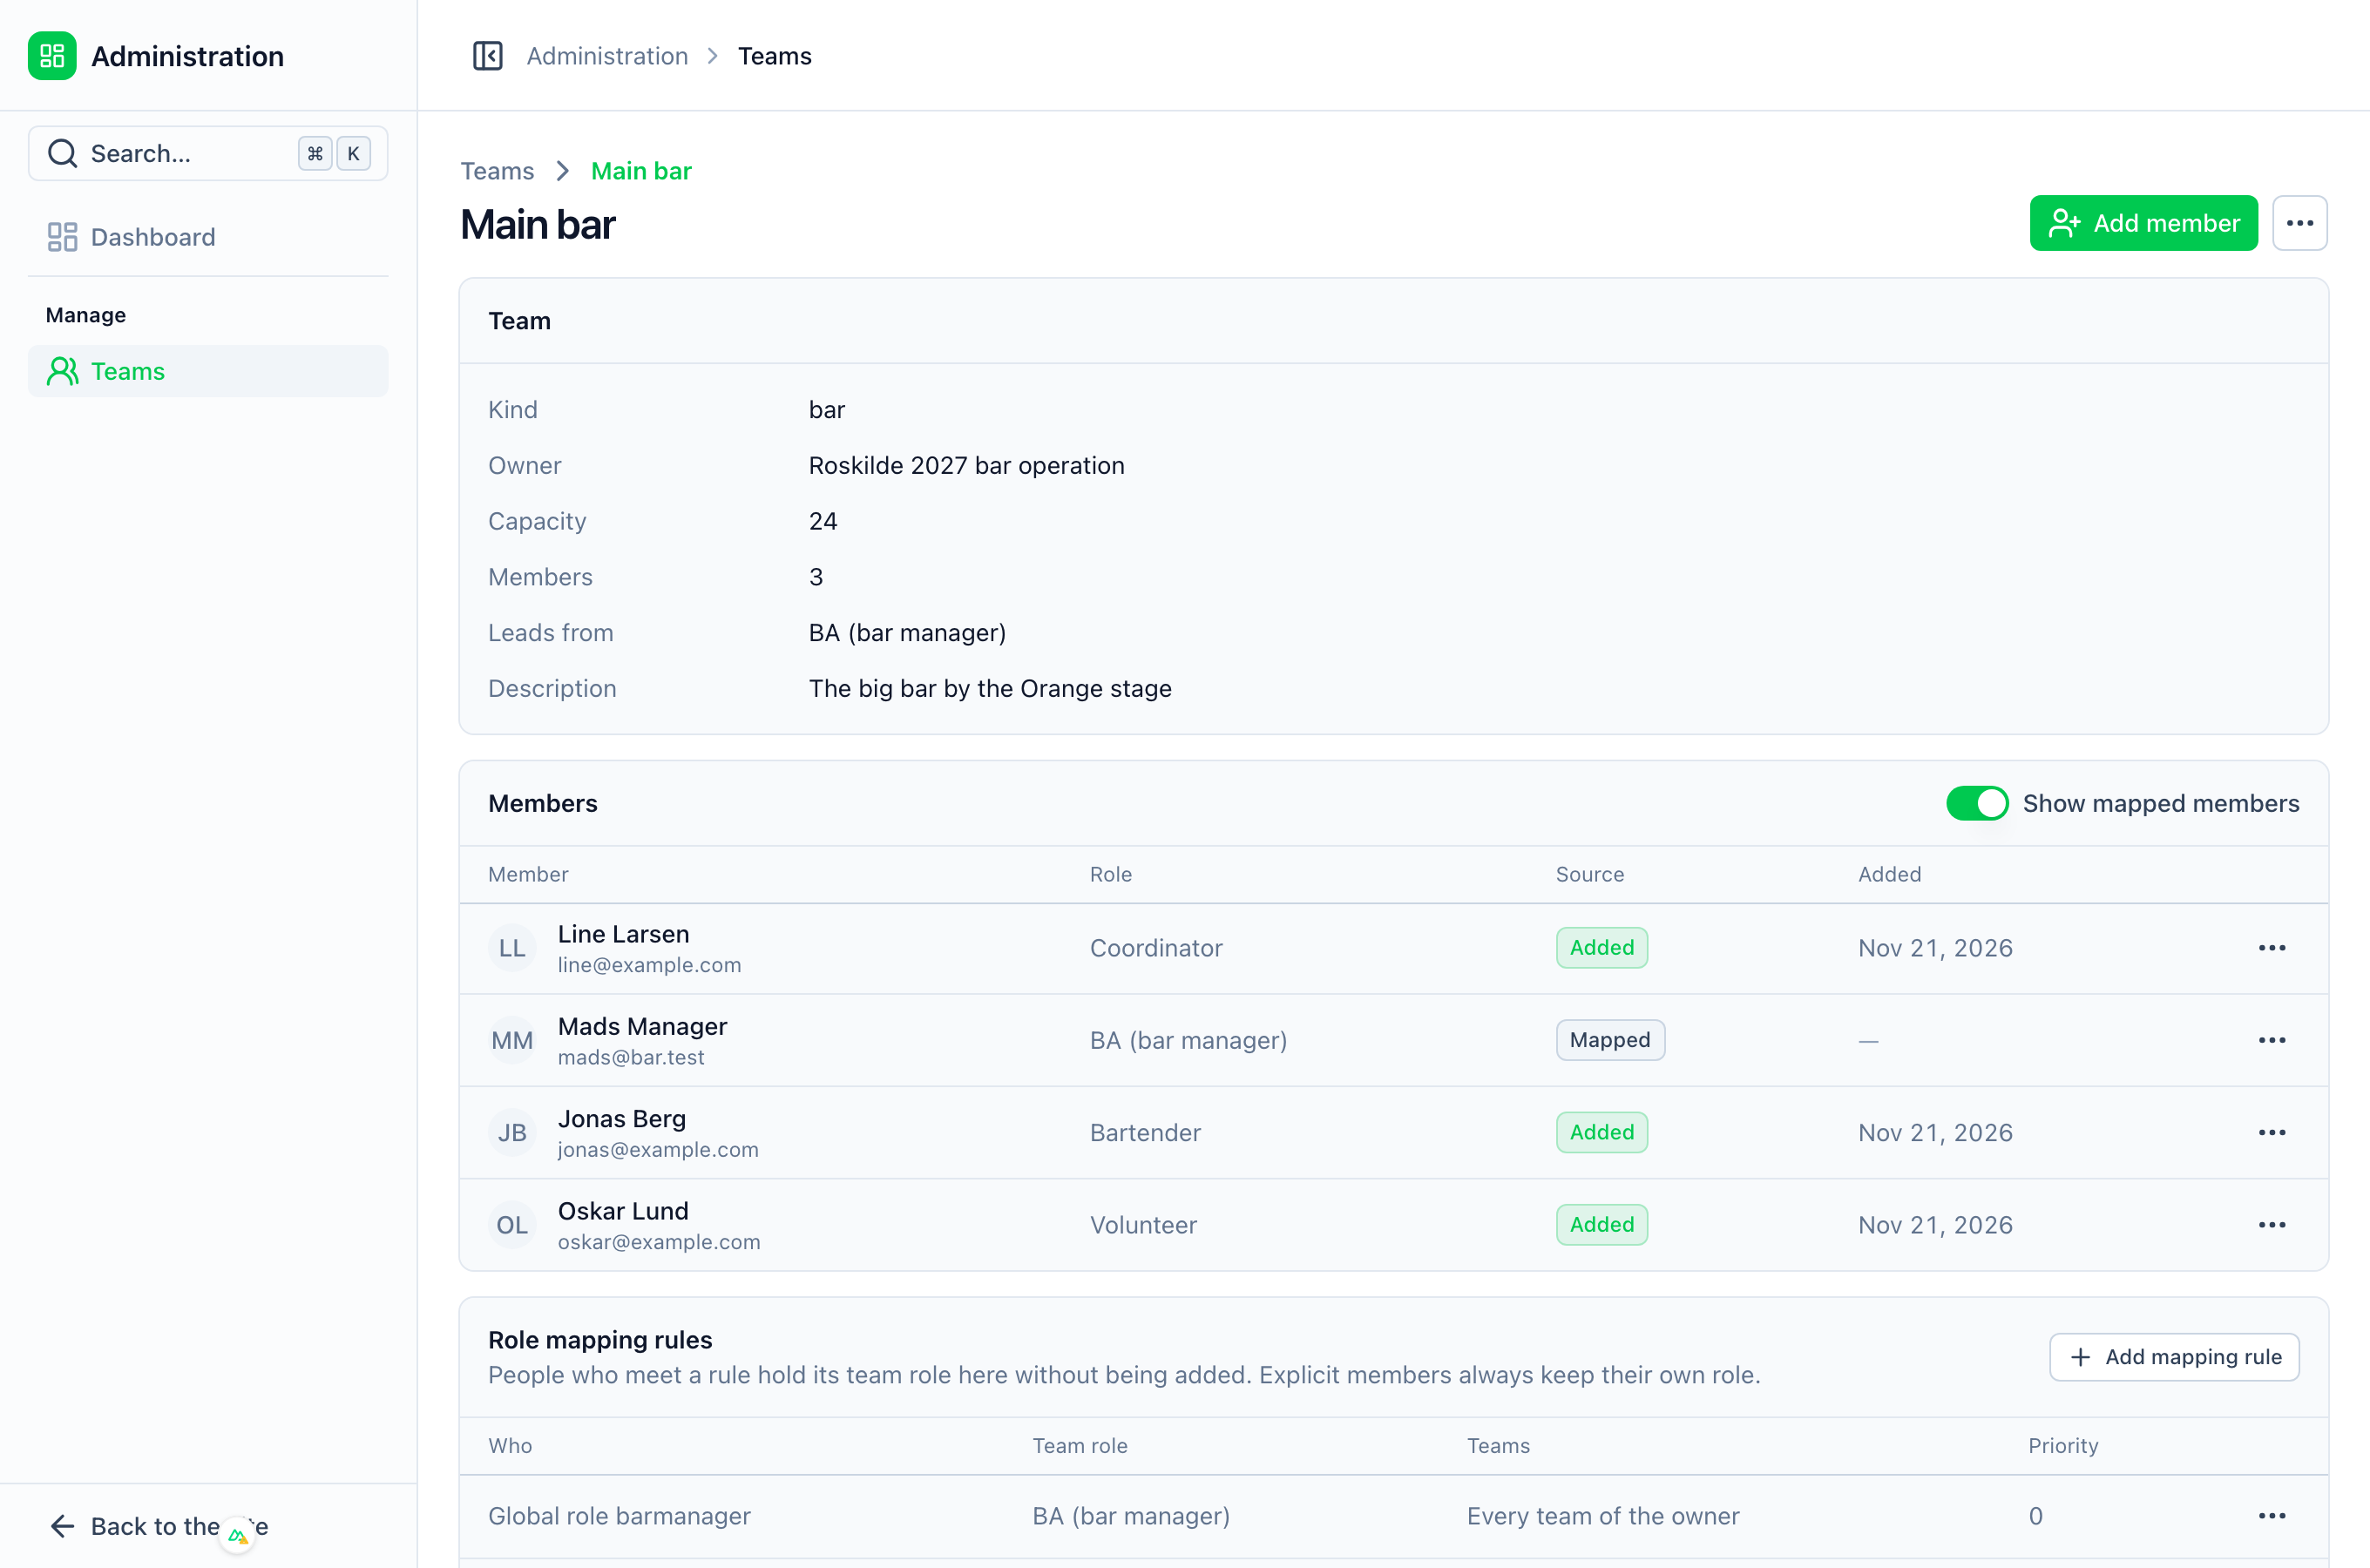 Administration
Administration > Teams
Search...
⌘ K
Dashboard
Manage
Teams
Teams > Main bar
Main bar
Add member
Team
Kind bar
Owner Roskilde 2027 bar operation
Capacity 24
Members 3
Leads from BA (bar manager)
Description The big bar by the Orange stage
Members
Show mapped members
Member Role Source Added
LL Line Larsen Coordinator Added Nov 21, 2026
line@example.com
MM Mads Manager BA (bar manager) Mapped —
mads@bar.test
JB Jonas Berg Bartender Added Nov 21, 2026
jonas@example.com
OL Oskar Lund Volunteer Added Nov 21, 2026
oskar@example.com
Role mapping rules
People who meet a rule hold its team role here without being added. Explicit members always keep their own role.
Add mapping rule
Who Team role Teams Priority
Global role barmanager BA (bar manager) Every team of the owner 0
Back to the